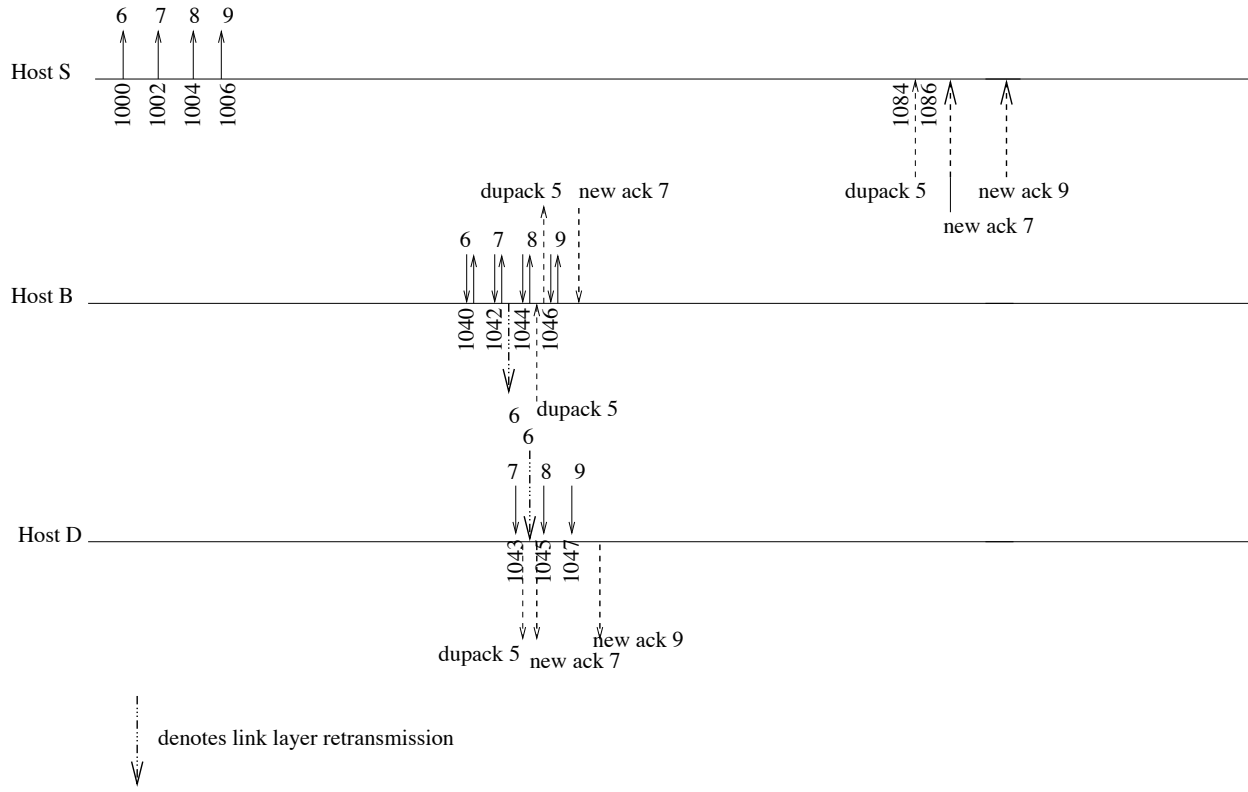 6 7 8 9
Host S
1000 1002 1004 1006 1084 1086
dupack 5 new ack 7 dupack 5 new ack 9
new ack 7
6 7 8 9
Host B
1040 1042 1044 1046
6 dupack 5
6
7 8 9
Host D
1043 1045 1047
new ack 9
dupack 5 new ack 7
denotes link layer retransmission